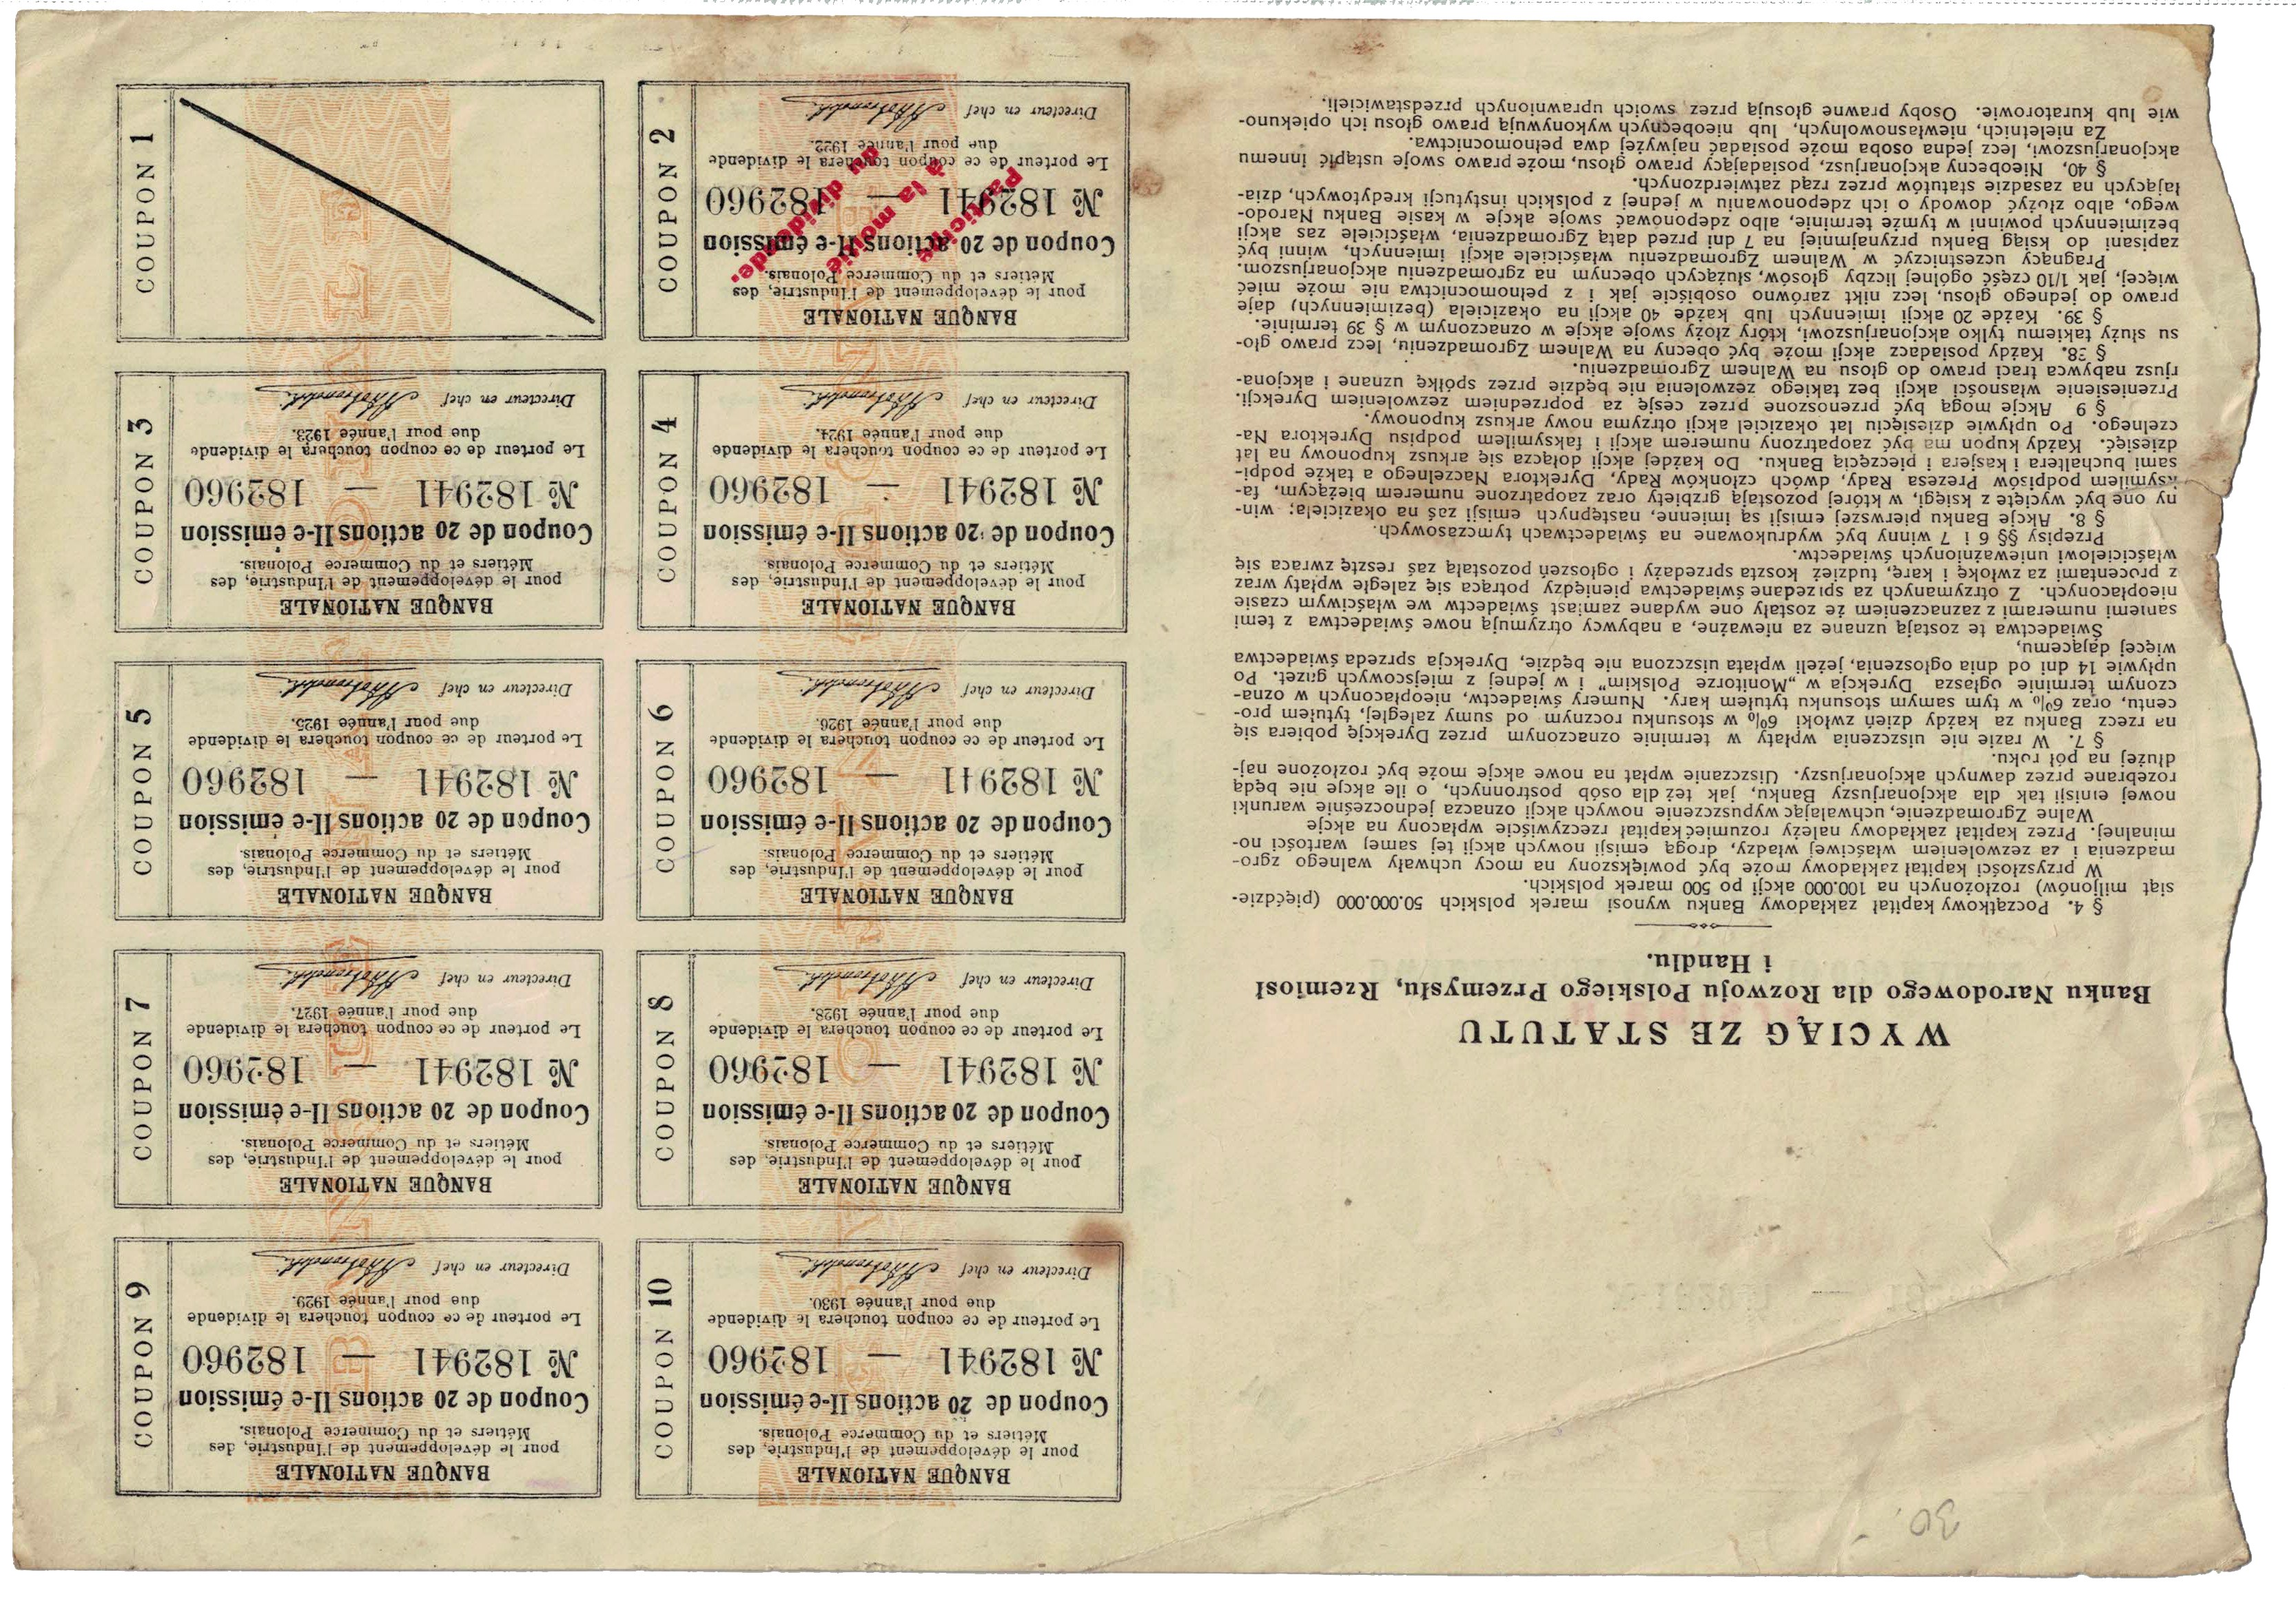 WYCIĄG ZE STATUTU
Banku Narodowego dla Rozwoju Polskiego Przemysłu, Rzemiosł
i Handlu.
§ 4. Początkowy kapitał zakładowy Banku wynosi marek polskich 50.000.000 (pięćdzie-
siąt miljonów) rozłożonych na 100.000 akcji po 500 marek polskich.
W przyszłości kapitał zakładowy może być powiększony na mocy uchwały walnego zgro-
madzenia i za zezwoleniem właściwej władzy, drogą emisji nowych akcji tej samej wartości no-
minalnej. Przez kapitał zakładowy należy rozumieć kapitał rzeczywiście wpłacony na akcje
Walne Zgromadzenie, uchwalając wypuszczenie nowych akcji oznacza jednocześnie warunki
nowej emisji tak dla akcjonarjuszy Banku, jak też dla osób postronnych, o ile akcje nie będą
rozebrane przez dawnych akcjonarjuszy. Uiszczanie wpłat na nowe akcje może być rozłożone naj-
dłużej na pół roku.
§ 7. W razie nie uiszczenia wpłaty w terminie oznaczonym przez Dyrekcję pobiera się
na rzecz Banku za każdy dzień zwłoki 6% w stosunku rocznym od sumy zaległej, tytułem pro-
centu, oraz 6% w tym samym stosunku tytułem kary. Numery świadectw, nieopłaconych w ozna-
czonym terminie ogłasza Dyrekcja w „Monitorze Polskim” i w jednej z miejscowych gazet. Po
upływie 14 dni od dnia ogłoszenia, jeżeli wpłata uiszczona nie będzie, Dyrekcja sprzeda świadectwa
więcej dającemu,
Świadectwa te zostają uznane za nieważne, a nabywcy otrzymują nowe świadectwa z temi
samemi numerami z zaznaczeniem że zostały one wydane zamiast świadectw we właściwym czasie
nieopłaconych. Z otrzymanych za sprzedane świadectwa pieniędzy potrąca się zaległe wpłaty wraz
z procentami za zwłokę i karę, tudzież koszta sprzedaży i ogłoszeń pozostałą zaś resztę zwraca się
właścicielowi unieważnionych świadectw.
Przepisy §§ 6 i 7 winny być wydrukowane na świadectwach tymczasowych.
§ 8. Akcje Banku pierwszej emisji są imienne, następnych emisji zaś na okaziciela; win-
ny one być wycięte z księgi, w której pozostają grzbiety oraz zaopatrzone numerem bieżącym, fa-
ksymilem podpisów Prezesa Rady, dwóch członków Rady, Dyrektora Naczelnego a także podpi-
sami buchaltera i kasjera i pieczęcią Banku. Do każdej akcji dołącza się arkusz kuponowy na lat
dziesięć. Każdy kupon ma być zaopatrzony numerem akcji i faksymilem podpisu Dyrektora Na-
czelnego. Po upływie dziesięciu lat okaziciel akcji otrzyma nowy arkusz kuponowy.
§ 9 Akcje mogą być przenoszone przez cesję za poprzedniem zezwoleniem Dyrekcji.
Przeniesienie własności akcji bez takiego zezwolenia nie będzie przez spółkę uznane i akcjona-
rjusz nabywca traci prawo do głosu na Walnem Zgromadzeniu.
§ 38. Każdy posiadacz akcji może być obecny na Walnem Zgromadzeniu, lecz prawo gło-
su służy takiemu tylko akcjonarjuszowi, który złoży swoje akcje w oznaczonym w § 39 terminie.
§ 39. Każde 20 akcji imiennych lub każde 40 akcji na okaziciela (bezimiennych) daje
prawo do jednego głosu, lecz nikt zarówno osobiście jak i z pełnomocnictwa nie może mieć
więcej, jak 1/10 część ogólnej liczby głosów, służących obecnym na zgromadzeniu akcjonarjuszom.
Pragnący uczestniczyć w Walnem Zgromadzeniu właściciele akcji imiennych, winni być
zapisani do ksiąg Banku przynajmniej na 7 dni przed datą Zgromadzenia, właściciele zas akcji
bezimiennych powinni w tymże terminie, albo zdeponować swoje akcje w kasie Banku Narodo-
wego, albo złożyć dowody o ich zdeponowaniu w jednej z polskich instytucji kredytowych, dzia-
łających na zasadzie statutów przez rząd zatwierdzonych.
§ 40, Nieobecny akcjonarjusz, posiadający prawo głosu, może prawo swoje ustąpić innemu
akcjonarjuszowi, lecz jedna osoba może posiadać najwyżej dwa pełnomocnictwa.
Za nieletnich, niewłasnowolnych, lub nieobecnych wykonywują prawo głosu ich opiekuno-
wie lub kuratorowie. Osoby prawne głosują przez swoich uprawnionych przedstawicieli.
30.
COUPON 10
BANQUE NATIONALE
pour le développement de l'Industrie, des
Métiers et du Commerce Polonais.
Coupon de 20 actions II-e émission
№ 182941 — 182960
Le porteur de ce coupon touchera le dividende
due pour l'année 1930.
Directeur en chef
COUPON 9
BANQUE NATIONALE
pour le développement de l'Industrie, des
Métiers et du Commerce Polonais.
Coupon de 20 actions II-e émission
№ 182941 — 182960
Le porteur de ce coupon touchera le dividende
due pour l'année 1929.
Directeur en chef
COUPON 8
BANQUE NATIONALE
pour le développement de l'Industrie, des
Métiers et du Commerce Polonais.
Coupon de 20 actions II-e émission
№ 182941 — 182960
Le porteur de ce coupon touchera le dividende
due pour l'année 1928.
Directeur en chef
COUPON 7
BANQUE NATIONALE
pour le développement de l'Industrie, des
Métiers et du Commerce Polonais.
Coupon de 20 actions II-e émission
№ 182941 — 182960
Le porteur de ce coupon touchera le dividende
due pour l'année 1927.
Directeur en chef
COUPON 6
BANQUE NATIONALE
pour le développement de l'Industrie, des
Métiers et du Commerce Polonais.
Coupon de 20 actions II-e émission
№ 182941 — 182960
Le porteur de ce coupon touchera le dividende
due pour l'année 1926.
Directeur en chef
COUPON 5
BANQUE NATIONALE
pour le développement de l'Industrie, des
Métiers et du Commerce Polonais.
Coupon de 20 actions II-e émission
№ 182941 — 182960
Le porteur de ce coupon touchera le dividende
due pour l'année 1925.
Directeur en chef
COUPON 4
BANQUE NATIONALE
pour le développement de l'Industrie, des
Métiers et du Commerce Polonais.
Coupon de 20 actions II-e émission
№ 182941 — 182960
Le porteur de ce coupon touchera le dividende
due pour l'année 1924.
Directeur en chef
COUPON 3
BANQUE NATIONALE
pour le développement de l'Industrie, des
Métiers et du Commerce Polonais.
Coupon de 20 actions II-e émission
№ 182941 — 182960
Le porteur de ce coupon touchera le dividende
due pour l'année 1923.
Directeur en chef
COUPON 2
BANQUE NATIONALE
pour le développement de l'Industrie, des
Métiers et du Commerce Polonais.
Coupon de 20 actions II-e émission
№ 182941 — 182960
Le porteur de ce coupon touchera le dividende
due pour l'année 1922.
Directeur en chef
Participe
à la moitié
du dividende.
COUPON 1